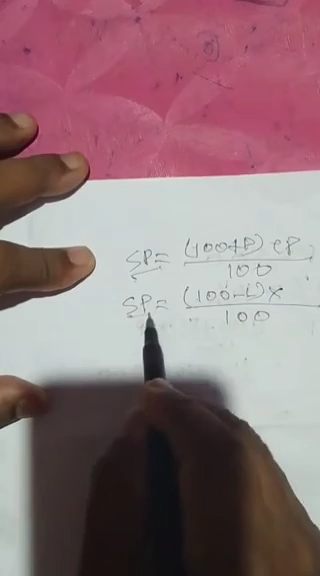 SP = (100+P) CP / 100
SP = (100-L) x / 100